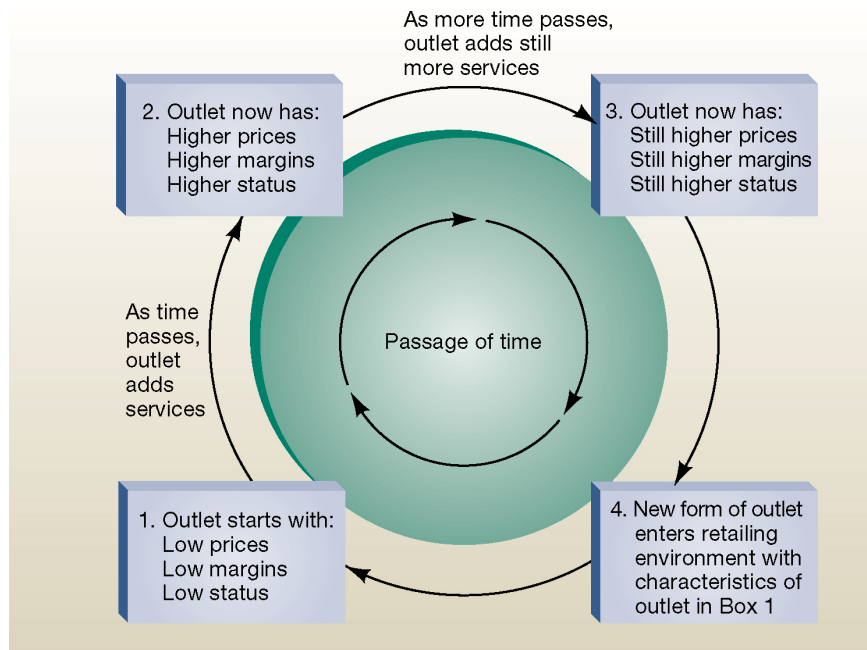 As more time passes,
outlet adds still
more services
2. Outlet now has:
Higher prices
Higher margins
Higher status
3. Outlet now has:
Still higher prices
Still higher margins
Still higher status
As time
passes,
outlet
adds
services
Passage of time
1. Outlet starts with:
Low prices
Low margins
Low status
4. New form of outlet
enters retailing
environment with
characteristics of
outlet in Box 1